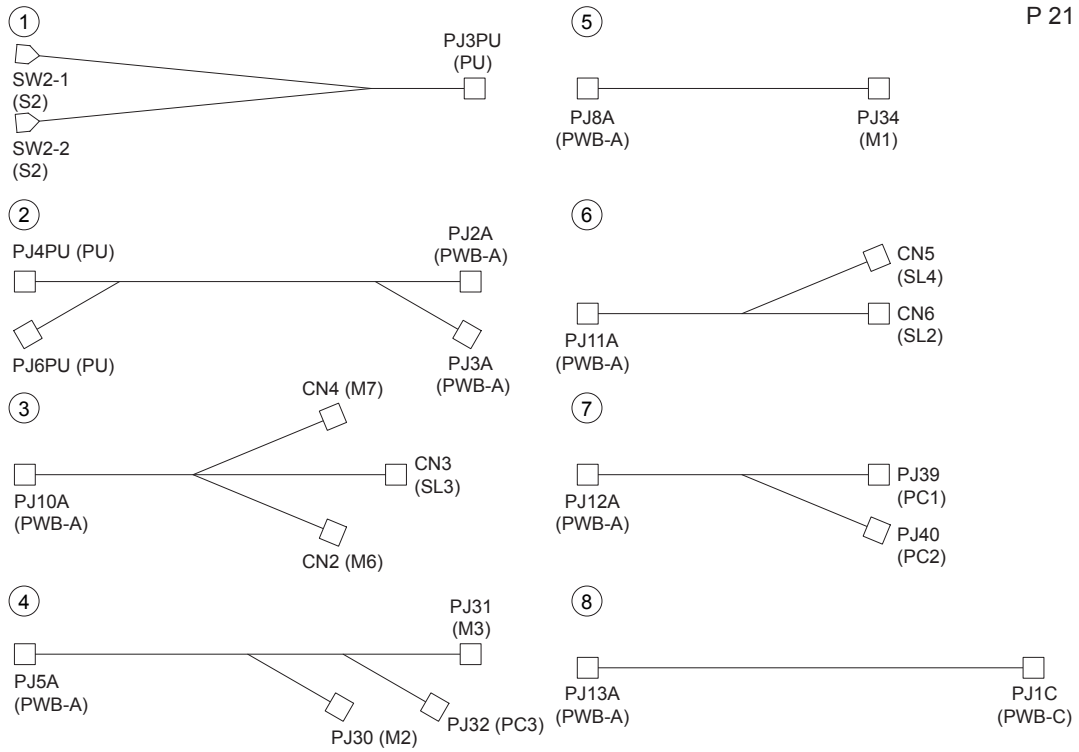 P 21
1
SW2-1
(S2)
SW2-2
(S2)
PJ3PU
(PU)
2
PJ4PU (PU)
PJ6PU (PU)
PJ2A
(PWB-A)
PJ3A
(PWB-A)
3
PJ10A
(PWB-A)
CN4 (M7)
CN3
(SL3)
CN2 (M6)
4
PJ5A
(PWB-A)
PJ31
(M3)
PJ30 (M2)
PJ32 (PC3)
5
PJ8A
(PWB-A)
PJ34
(M1)
6
PJ11A
(PWB-A)
CN5
(SL4)
CN6
(SL2)
7
PJ12A
(PWB-A)
PJ39
(PC1)
PJ40
(PC2)
8
PJ13A
(PWB-A)
PJ1C
(PWB-C)